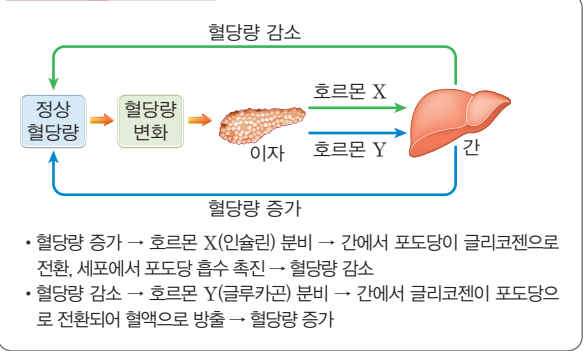 혈당량 감소
호르몬 X
정상
혈당량
혈당량
변화
이자
호르몬 Y
간
혈당량 증가
• 혈당량 증가 → 호르몬 X(인슐린) 분비 → 간에서 포도당이 글리코젠으로
전환, 세포에서 포도당 흡수 촉진 → 혈당량 감소
• 혈당량 감소 → 호르몬 Y(글루카곤) 분비 → 간에서 글리코젠이 포도당으
로 전환되어 혈액으로 방출 → 혈당량 증가